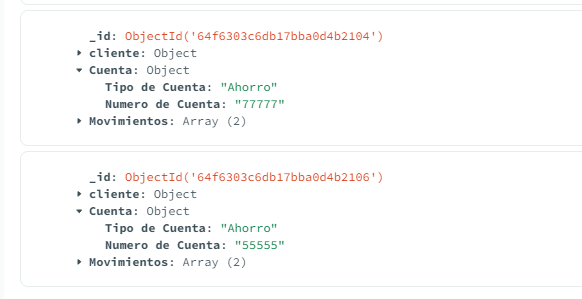 _id: ObjectId('64f6303c6db17bba0d4b2104')
cliente: Object
Cuenta: Object
Tipo de Cuenta: "Ahorro"
Numero de Cuenta: "77777"
Movimientos: Array (2)
_id: ObjectId('64f6303c6db17bba0d4b2106')
cliente: Object
Cuenta: Object
Tipo de Cuenta: "Ahorro"
Numero de Cuenta: "55555"
Movimientos: Array (2)